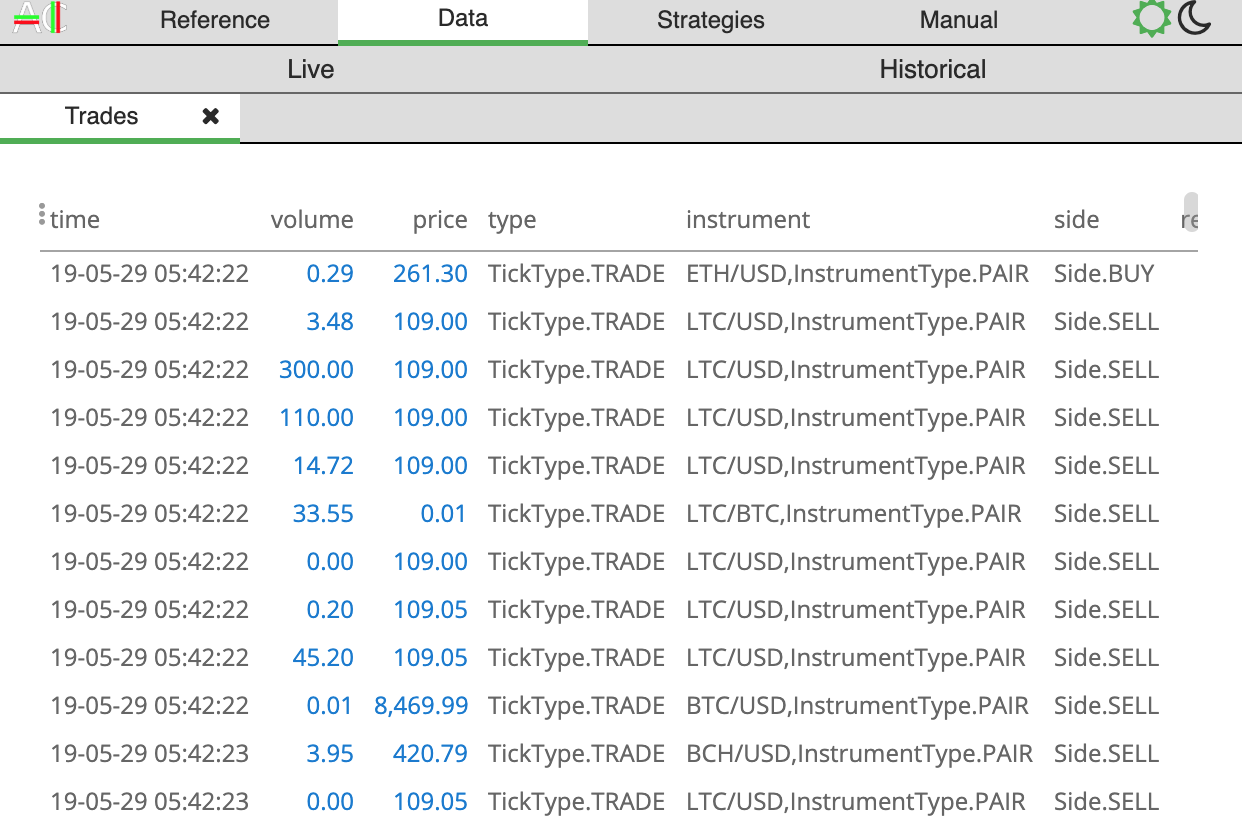 AC Reference Data Strategies Manual
Live Historical
Trades ✖
time volume price type instrument side re
19-05-29 05:42:22 0.29 261.30 TickType.TRADE ETH/USD,InstrumentType.PAIR Side.BUY
19-05-29 05:42:22 3.48 109.00 TickType.TRADE LTC/USD,InstrumentType.PAIR Side.SELL
19-05-29 05:42:22 300.00 109.00 TickType.TRADE LTC/USD,InstrumentType.PAIR Side.SELL
19-05-29 05:42:22 110.00 109.00 TickType.TRADE LTC/USD,InstrumentType.PAIR Side.SELL
19-05-29 05:42:22 14.72 109.00 TickType.TRADE LTC/USD,InstrumentType.PAIR Side.SELL
19-05-29 05:42:22 33.55 0.01 TickType.TRADE LTC/BTC,InstrumentType.PAIR Side.SELL
19-05-29 05:42:22 0.00 109.00 TickType.TRADE LTC/USD,InstrumentType.PAIR Side.SELL
19-05-29 05:42:22 0.20 109.05 TickType.TRADE LTC/USD,InstrumentType.PAIR Side.SELL
19-05-29 05:42:22 45.20 109.05 TickType.TRADE LTC/USD,InstrumentType.PAIR Side.SELL
19-05-29 05:42:22 0.01 8,469.99 TickType.TRADE BTC/USD,InstrumentType.PAIR Side.SELL
19-05-29 05:42:23 3.95 420.79 TickType.TRADE BCH/USD,InstrumentType.PAIR Side.SELL
19-05-29 05:42:23 0.00 109.05 TickType.TRADE LTC/USD,InstrumentType.PAIR Side.SELL